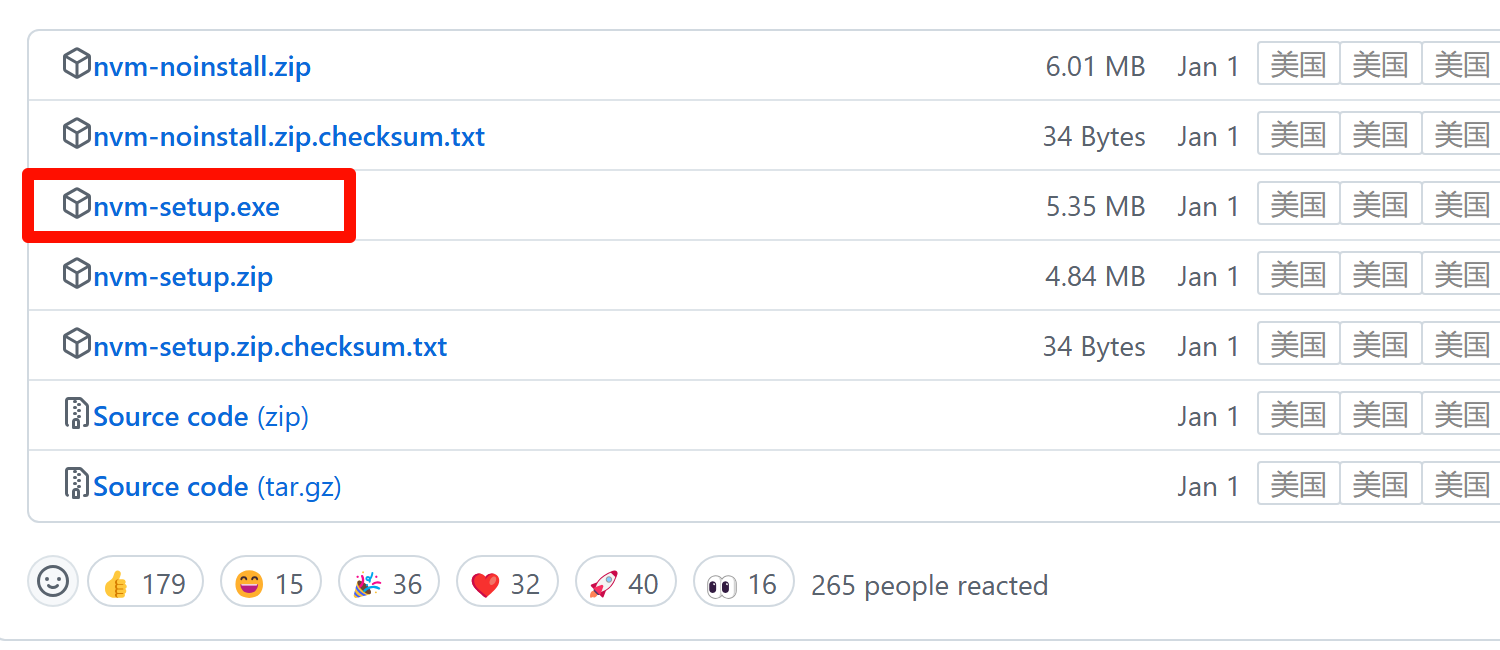 nvm-noinstall.zip 6.01 MB Jan 1 美国 美国 美国
nvm-noinstall.zip.checksum.txt 34 Bytes Jan 1 美国 美国 美国
nvm-setup.exe 5.35 MB Jan 1 美国 美国 美国
nvm-setup.zip 4.84 MB Jan 1 美国 美国 美国
nvm-setup.zip.checksum.txt 34 Bytes Jan 1 美国 美国 美国
Source code (zip) Jan 1 美国 美国 美国
Source code (tar.gz) Jan 1 美国 美国 美国
179 15 36 32 40 16 265 people reacted